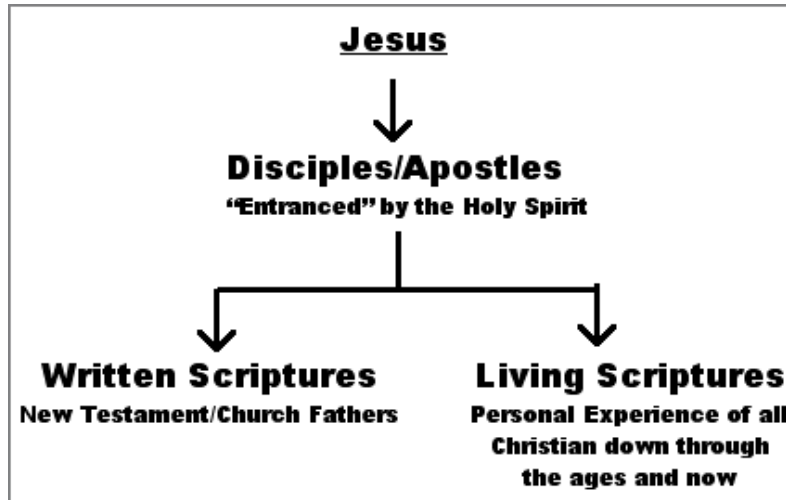 Jesus
Disciples/Apostles
“Entranced” by the Holy Spirit
Written Scriptures
New Testament/Church Fathers
Living Scriptures
Personal Experience of all
Christian down through
the ages and now